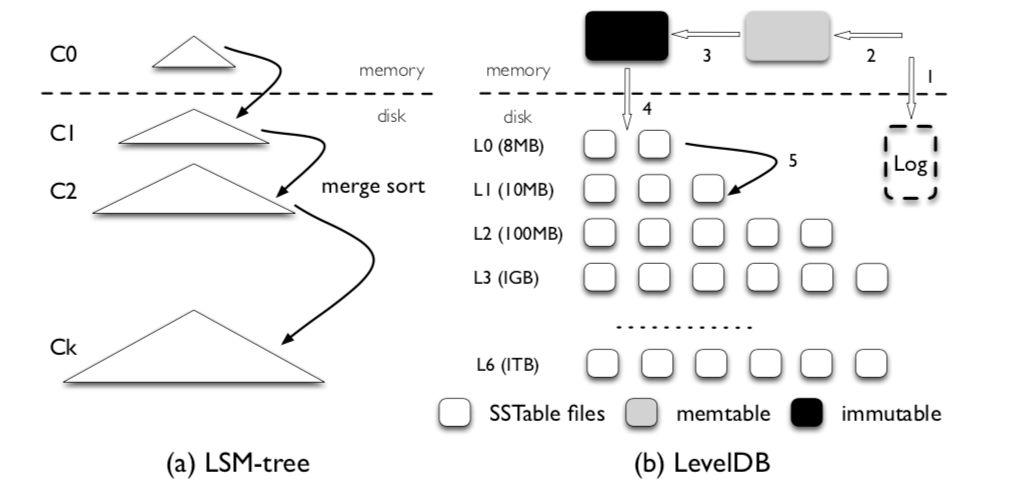 C0
memory
disk
C1
C2
merge sort
Ck
(a) LSM-tree
memory
disk
1
2
3
4
5
Log
L0 (8MB)
L1 (10MB)
L2 (100MB)
L3 (1GB)
L6 (1TB)
SSTable files
memtable
immutable
(b) LevelDB